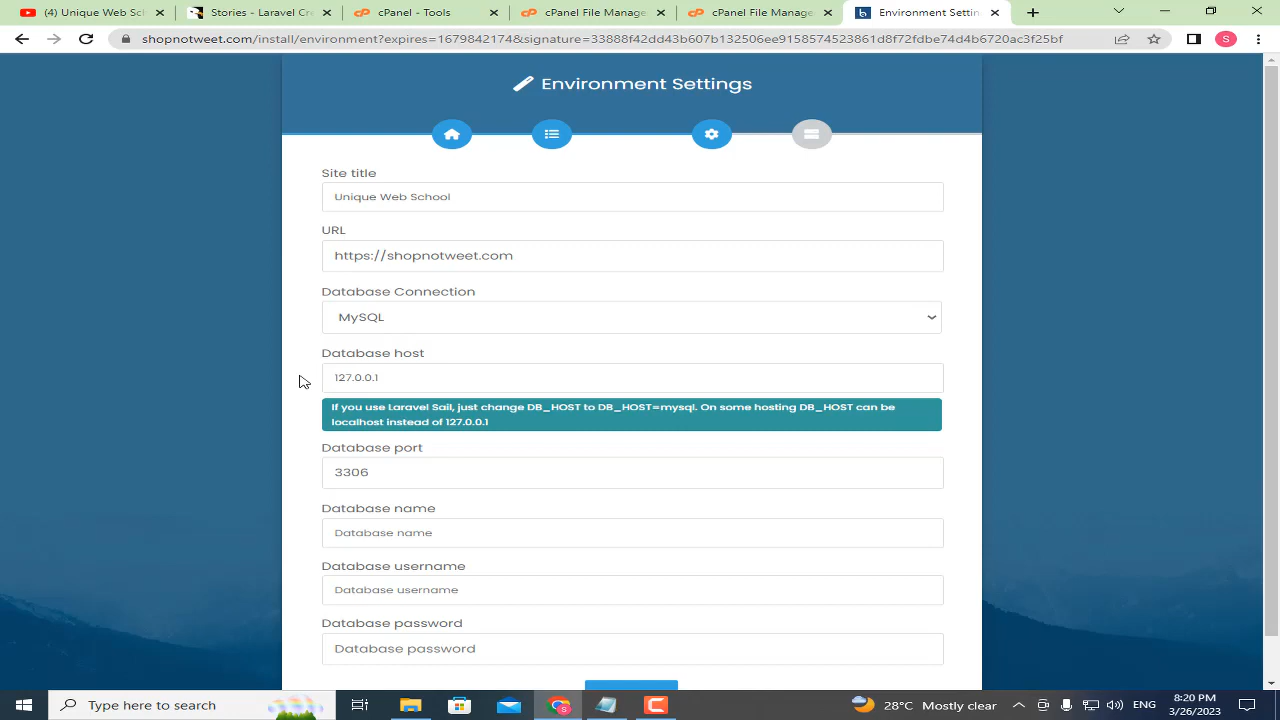 (4) Unique Web Sch
Stories - Laravel Cre
cPanel - Tools
cPanel File Manage
cPanel File Manage
Environment Settin
shopnotweet.com/install/environment?expires=1679842174&signature=33888f42dd43b607b132506ee9158574523861d8f72fdbe74d4b6720ac3f25bf
S
Environment Settings
Site title
Unique Web School
URL
https://shopnotweet.com
Database Connection
MySQL
Database host
127.0.0.1
If you use Laravel Sail, just change DB_HOST to DB_HOST=mysql. On some hosting DB_HOST can be
localhost instead of 127.0.0.1
Database port
3306
Database name
Database name
Database username
Database username
Database password
Database password
Type here to search
28°C Mostly clear
ENG
8:20 PM
3/26/2023